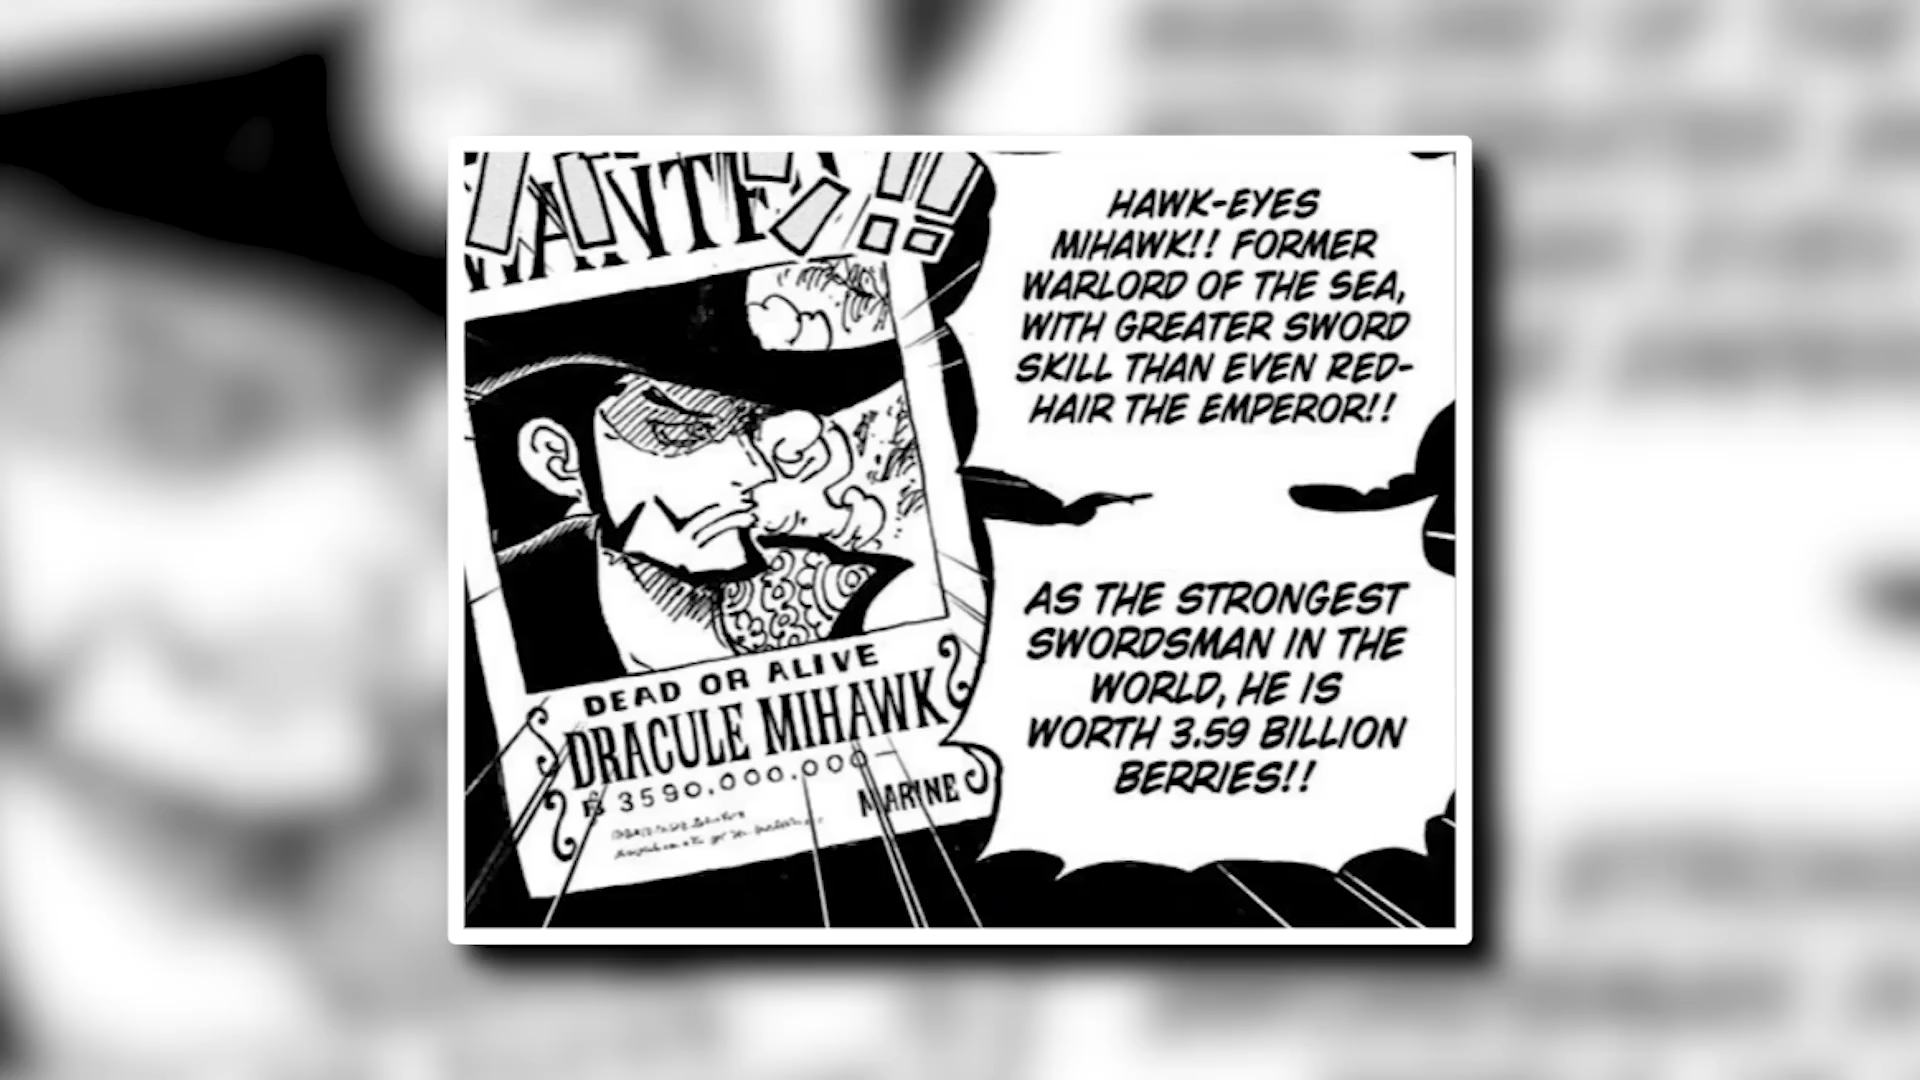 WANTE
HAWK-EYES
MIHAWK!! FORMER
WARLORD OF THE SEA,
WITH GREATER SWORD
SKILL THAN EVEN RED-
HAIR THE EMPEROR!!
AS THE STRONGEST
SWORDSMAN IN THE
WORLD, HE IS
WORTH 3.59 BILLION
BERRIES!!
DEAD OR ALIVE
DRACULE MIHAWK
฿ 3590,000,000—
MARINE